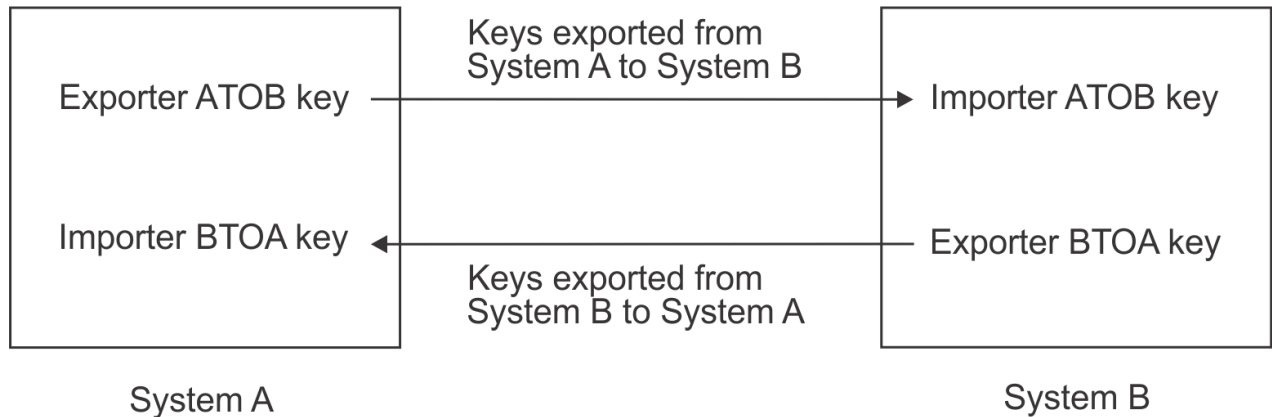 Keys exported from
System A to System B
Exporter ATOB key
Importer ATOB key
Importer BTOA key
Exporter BTOA key
Keys exported from
System B to System A
System A
System B